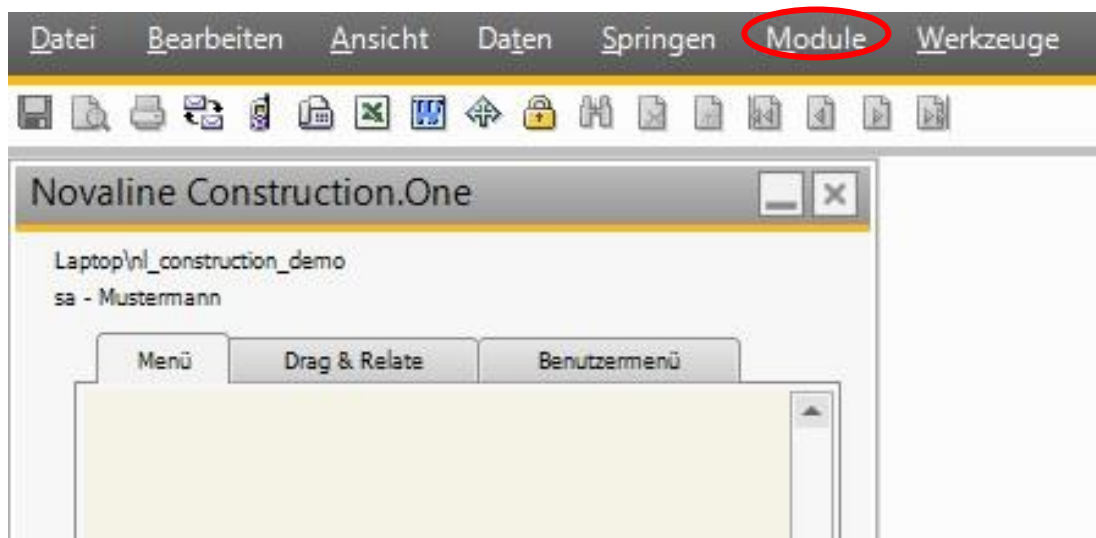 Datei Bearbeiten Ansicht Daten Springen Module Werkzeuge
Novaline Construction.One
Laptop\nl_construction_demo
sa - Mustermann
Menü Drag & Relate Benutzermenü